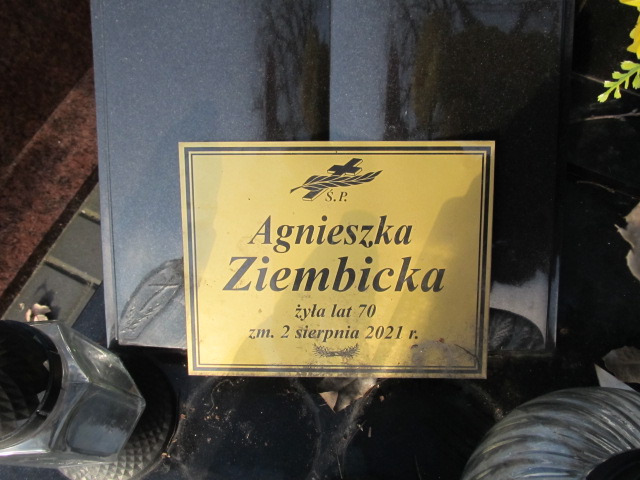 Ś.P.
Agnieszka
Ziembicka
żyła lat 70
zm. 2 sierpnia 2021 r.